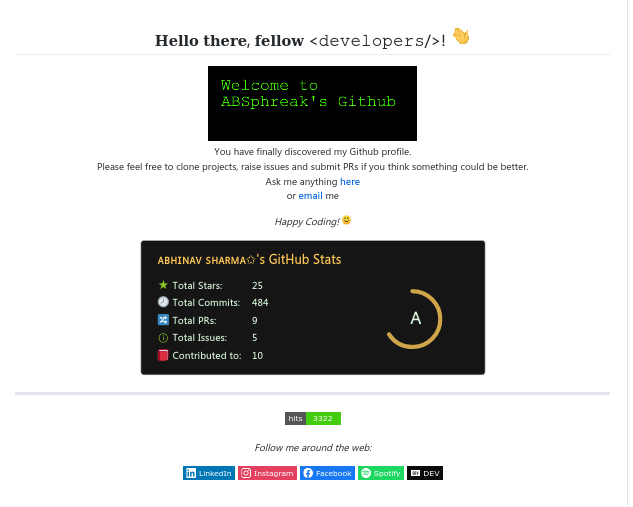 Hello there, fellow <developers/>! 👋
Welcome to
ABSphreak's Github
You have finally discovered my Github profile.
Please feel free to clone projects, raise issues and submit PRs if you think something could be better.
Ask me anything here
or email me
Happy Coding! 😊
ABHINAV SHARMA✩'s GitHub Stats
Total Stars: 25
Total Commits: 484
Total PRs: 9
Total Issues: 5
Contributed to: 10
A
hits 3322
Follow me around the web:
LinkedIn Instagram Facebook Spotify DEV DEV